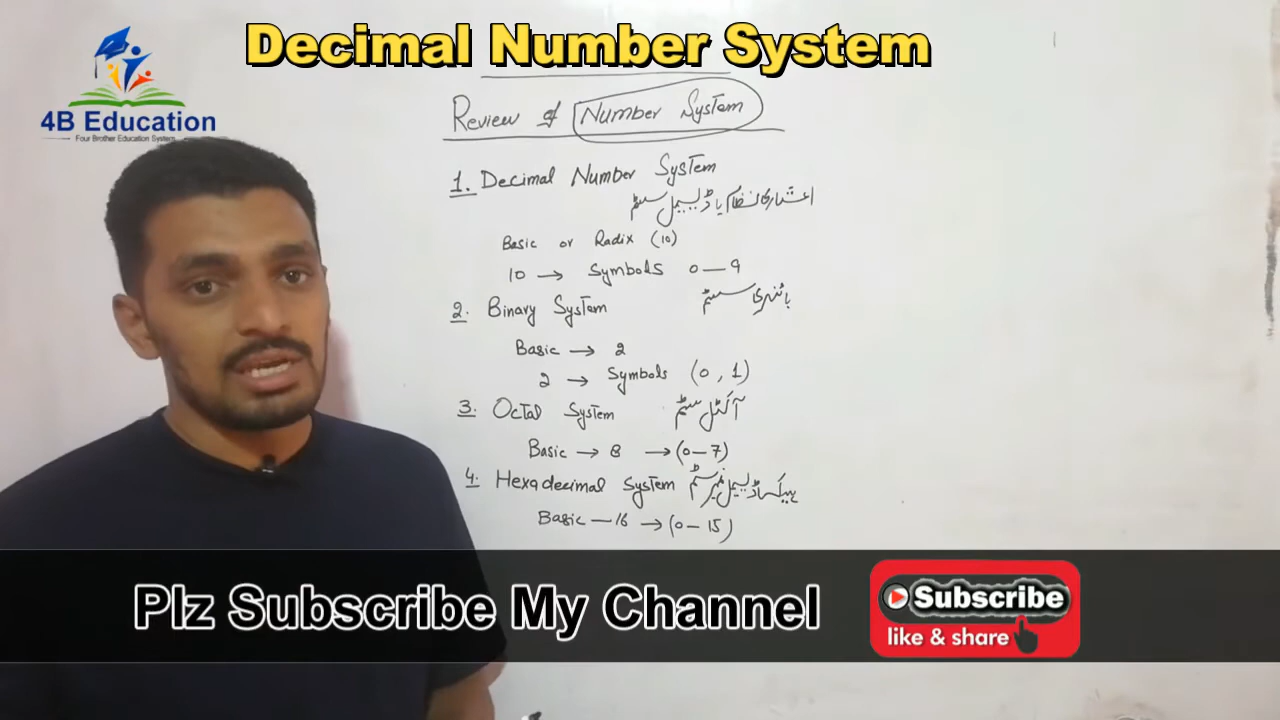 Decimal Number System
4B Education
Four Brother Education System
Review of Number System
1. Decimal Number System
اعشاری نظام یا ڈیسیمل سسٹم
Basic or Radix (10)
10 → Symbols 0 — 9
2. Binary System بائنری سسٹم
Basic → 2
2 → Symbols (0, 1)
3. Octal System آکٹل سسٹم
Basic → 8 → (0 – 7)
4. Hexadecimal System ہیکساڈیسیمل نمبر سسٹم
Basic — 16 → (0 – 15)
Plz Subscribe My Channel
Subscribe
like & share